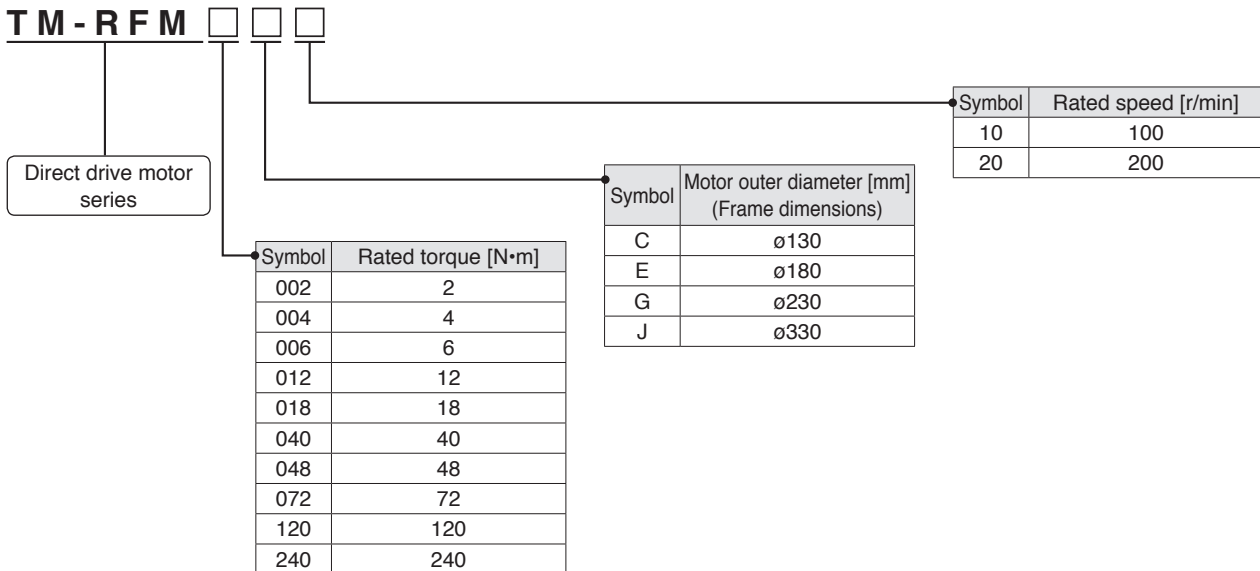 TM-RFM □ □ □
Direct drive motor
series
Symbol Rated torque [N•m]
002 2
004 4
006 6
012 12
018 18
040 40
048 48
072 72
120 120
240 240
Symbol Motor outer diameter [mm]
(Frame dimensions)
C ø130
E ø180
G ø230
J ø330
Symbol Rated speed [r/min]
10 100
20 200